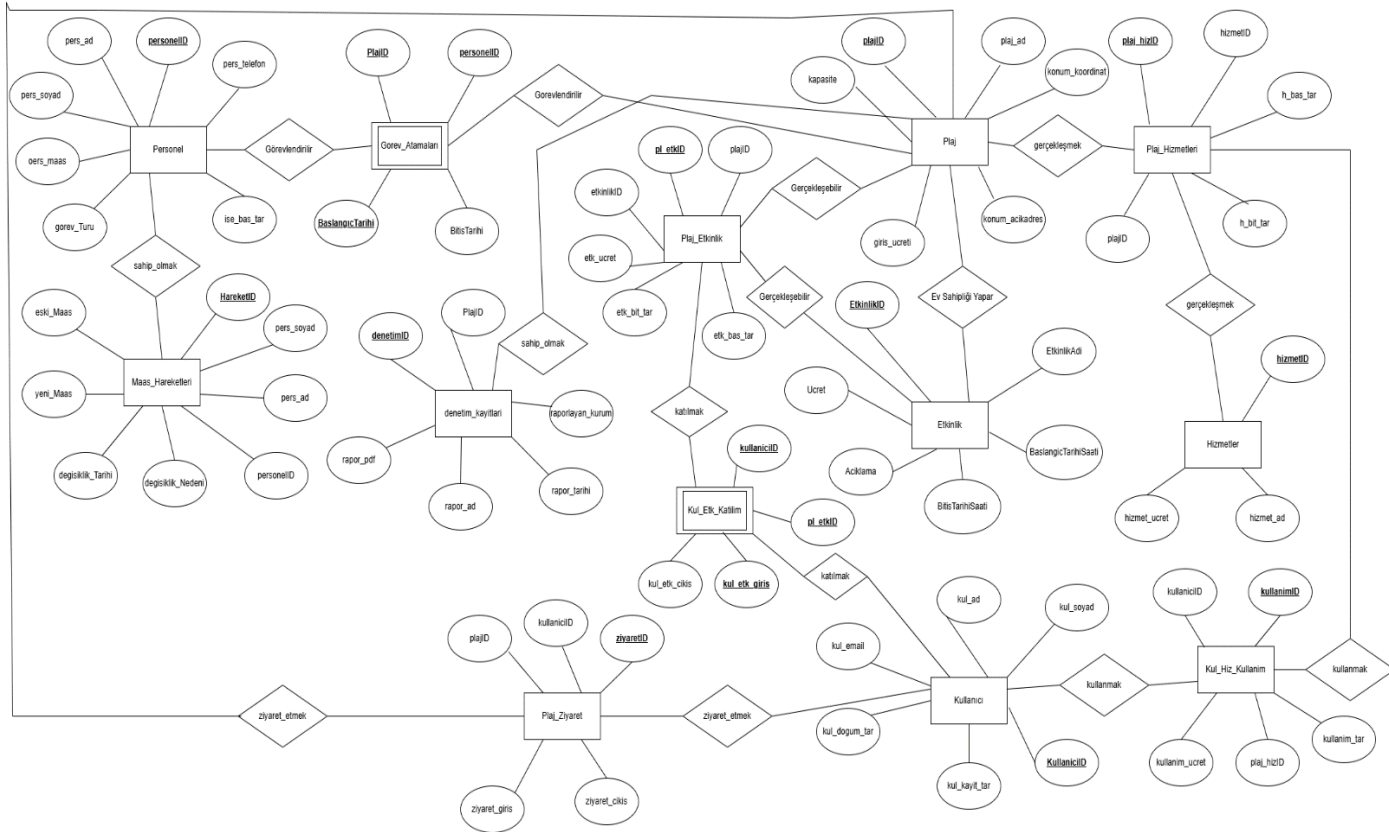 pers_ad
personelID
pers_telefon
pers_soyad
Personel
oers_maas
gorev_Turu
ise_bas_tar
Görevlendirilir
PlajID
personelID
Gorev_Atamaları
BaslangıcTarihi
BitisTarihi
Gorevlendirilir
plajID
plaj_ad
kapasite
konum_koordinat
Plaj
giris_ucreti
konum_acikadres
gerçekleşmek
plaj_hizID
hizmetID
h_bas_tar
Plaj_Hizmetleri
plajID
h_bit_tar
sahip_olmak
pl_etkID
plajID
etkinlikID
Plaj_Etkinlik
etk_ucret
etk_bit_tar
etk_bas_tar
Gerçekleşebilir
Gerçekleşebilir
Ev Sahipliği Yapar
gerçekleşmek
eski_Maas
HareketID
pers_soyad
Maas_Hareketleri
yeni_Maas
pers_ad
degisiklik_Tarihi
degisiklik_Nedeni
personelID
PlajID
denetimID
sahip_olmak
denetim_kayitlari
raporlayan_kurum
rapor_pdf
rapor_ad
rapor_tarihi
katılmak
EtkinlikID
EtkinlikAdi
Ucret
Etkinlik
Aciklama
BaslangicTarihiSaati
BitisTarihiSaati
hizmetID
Hizmetler
hizmet_ucret
hizmet_ad
kullaniciID
Kul_Etk_Katilim
pl_etkID
kul_etk_cikis
kul_etk_giris
katılmak
kul_ad
kul_soyad
kul_email
Kullanıcı
kul_dogum_tar
kul_kayit_tar
KullaniciID
kullanmak
kullaniciID
kullanimID
Kul_Hiz_Kullanim
kullanmak
kullanim_ucret
plaj_hizID
kullanim_tar
plajID
kullaniciID
ziyaretID
ziyaret_etmek
Plaj_Ziyaret
ziyaret_etmek
ziyaret_giris
ziyaret_cikis